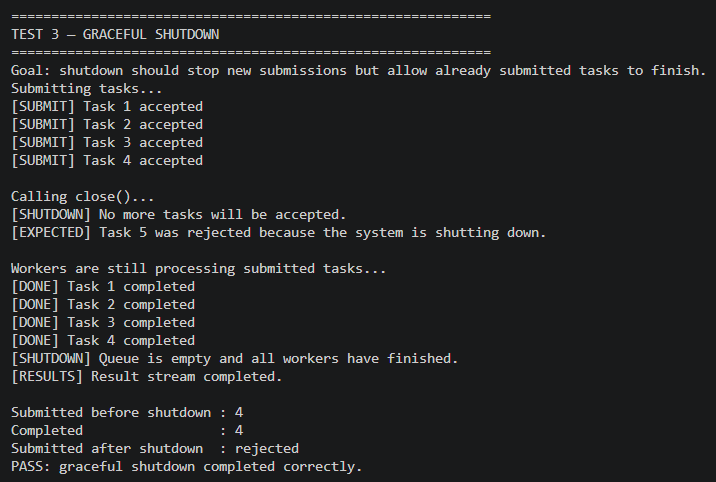 ============================================================
TEST 3 — GRACEFUL SHUTDOWN
============================================================
Goal: shutdown should stop new submissions but allow already submitted tasks to finish.
Submitting tasks...
[SUBMIT] Task 1 accepted
[SUBMIT] Task 2 accepted
[SUBMIT] Task 3 accepted
[SUBMIT] Task 4 accepted

Calling close()...
[SHUTDOWN] No more tasks will be accepted.
[EXPECTED] Task 5 was rejected because the system is shutting down.

Workers are still processing submitted tasks...
[DONE] Task 1 completed
[DONE] Task 2 completed
[DONE] Task 3 completed
[DONE] Task 4 completed
[SHUTDOWN] Queue is empty and all workers have finished.
[RESULTS] Result stream completed.

Submitted before shutdown : 4
Completed                 : 4
Submitted after shutdown  : rejected
PASS: graceful shutdown completed correctly.